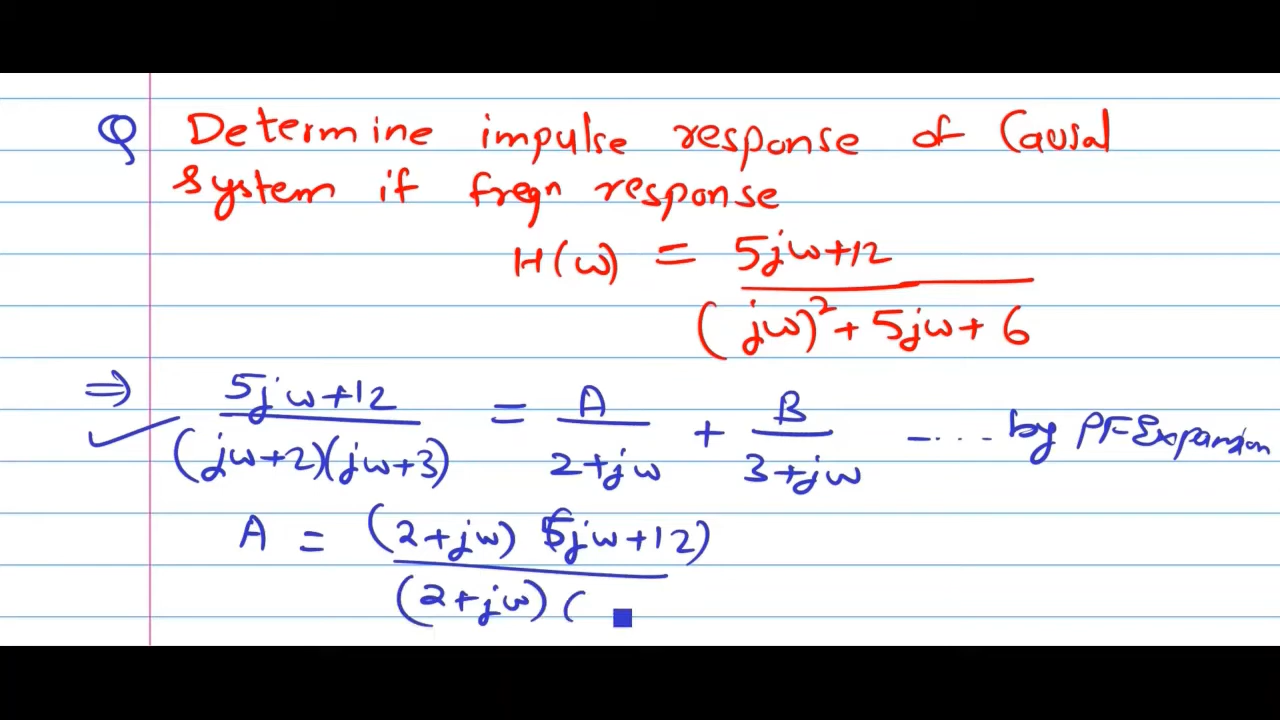 Q Determine impulse response of Causal
system if freqn response
H(ω) = 5jω+12 / (jω)² + 5jω + 6
⇒ 5jω+12 / (jω+2)(jω+3) = A / 2+jω + B / 3+jω -.... by PF Expansion
A = (2+jω) (5jω+12) / (2+jω) (